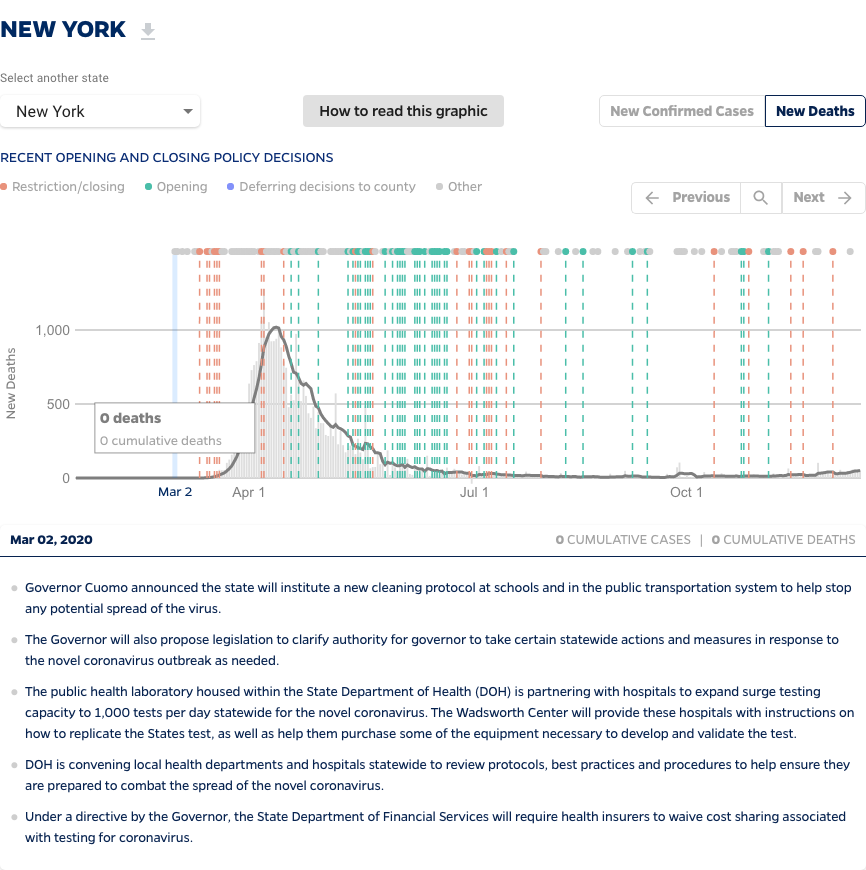 NEW YORK
Select another state
New York
How to read this graphic
New Confirmed Cases
New Deaths
RECENT OPENING AND CLOSING POLICY DECISIONS
Restriction/closing
Opening
Deferring decisions to county
Other
Previous
Next
1,000
500
0
New Deaths
0 deaths
0 cumulative deaths
Mar 2
Apr 1
Jul 1
Oct 1
Mar 02, 2020
0 CUMULATIVE CASES | 0 CUMULATIVE DEATHS
Governor Cuomo announced the state will institute a new cleaning protocol at schools and in the public transportation system to help stop
any potential spread of the virus.
The Governor will also propose legislation to clarify authority for governor to take certain statewide actions and measures in response to
the novel coronavirus outbreak as needed.
The public health laboratory housed within the State Department of Health (DOH) is partnering with hospitals to expand surge testing
capacity to 1,000 tests per day statewide for the novel coronavirus. The Wadsworth Center will provide these hospitals with instructions on
how to replicate the States test, as well as help them purchase some of the equipment necessary to develop and validate the test.
DOH is convening local health departments and hospitals statewide to review protocols, best practices and procedures to help ensure they
are prepared to combat the spread of the novel coronavirus.
Under a directive by the Governor, the State Department of Financial Services will require health insurers to waive cost sharing associated
with testing for coronavirus.